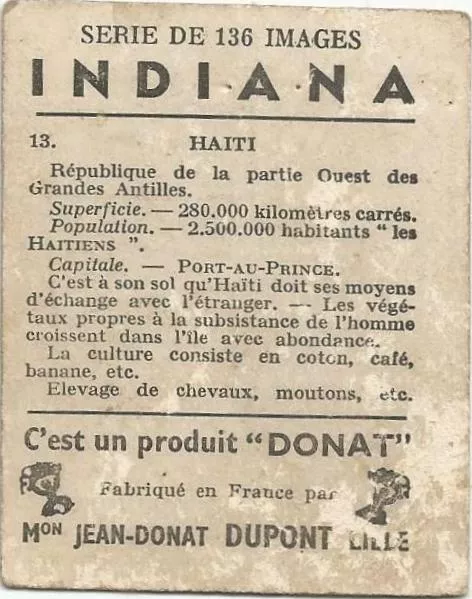 SERIE DE 136 IMAGES
INDIANA
13. HAITI
République de la partie Ouest des
Grandes Antilles.
Superficie. — 280.000 kilomètres carrés.
Population. — 2.500.000 habitants “ les
HAITIENS ”.
Capitale. — PORT-AU-PRINCE.
C'est à son sol qu'Haïti doit ses moyens
d'échange avec l'étranger. — Les végé-
taux propres à la subsistance de l'homme
croissent dans l'île avec abondance.
La culture consiste en coton, café,
banane, etc.
Elevage de chevaux, moutons, etc.
C'est un produit “DONAT”
Fabriqué en France par
MON JEAN-DONAT DUPONT LILLE